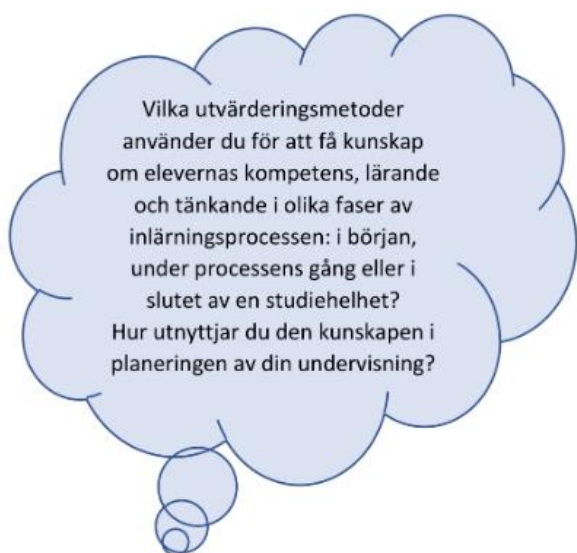 Vilka utvärderingsmetoder
använder du för att få kunskap
om elevernas kompetens, lärande
och tänkande i olika faser av
inlärningsprocessen: i början,
under processens gång eller i
slutet av en studiehelhet?
Hur utnyttjar du den kunskapen i
planeringen av din undervisning?